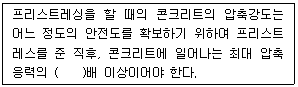 프리스트레싱을 할 때의 콘크리트의 압축강도는
어느 정도의 안전도를 확보하기 위하여 프리스트
레스를 준 직후, 콘크리트에 일어나는 최대 압축
응력의 (   )배 이상이어야 한다.